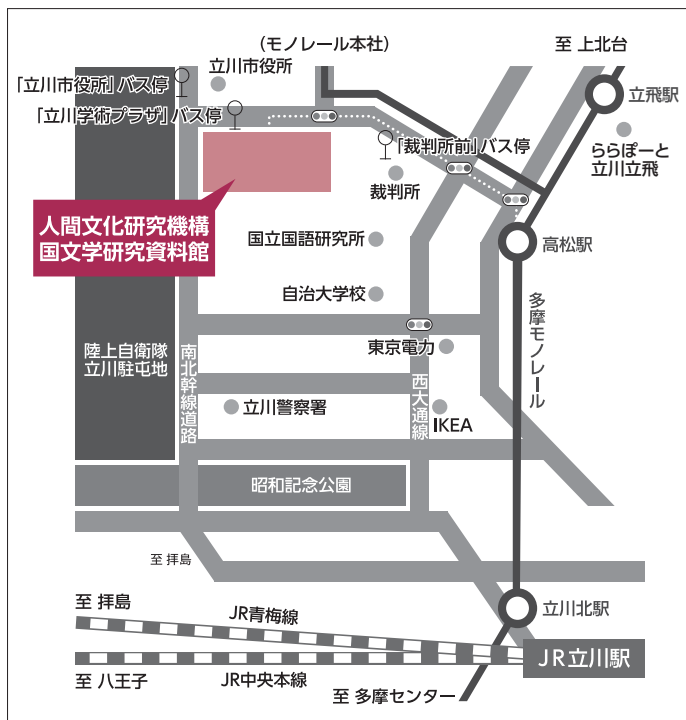 (モノレール本社)
至 上北台
立川市役所
「立川市役所」バス停
立飛駅
「立川学術プラザ」バス停
「裁判所前」バス停
ららぽーと
立川立飛
裁判所
人間文化研究機構
国文学研究資料館
国立国語研究所
高松駅
自治大学校
多摩モノレール
陸上自衛隊
立川駐屯地
南北幹線道路
東京電力
西大通線
立川警察署
IKEA
昭和記念公園
至 拝島
至 拝島
JR青梅線
立川北駅
JR立川駅
至 八王子
JR中央本線
至 多摩センター